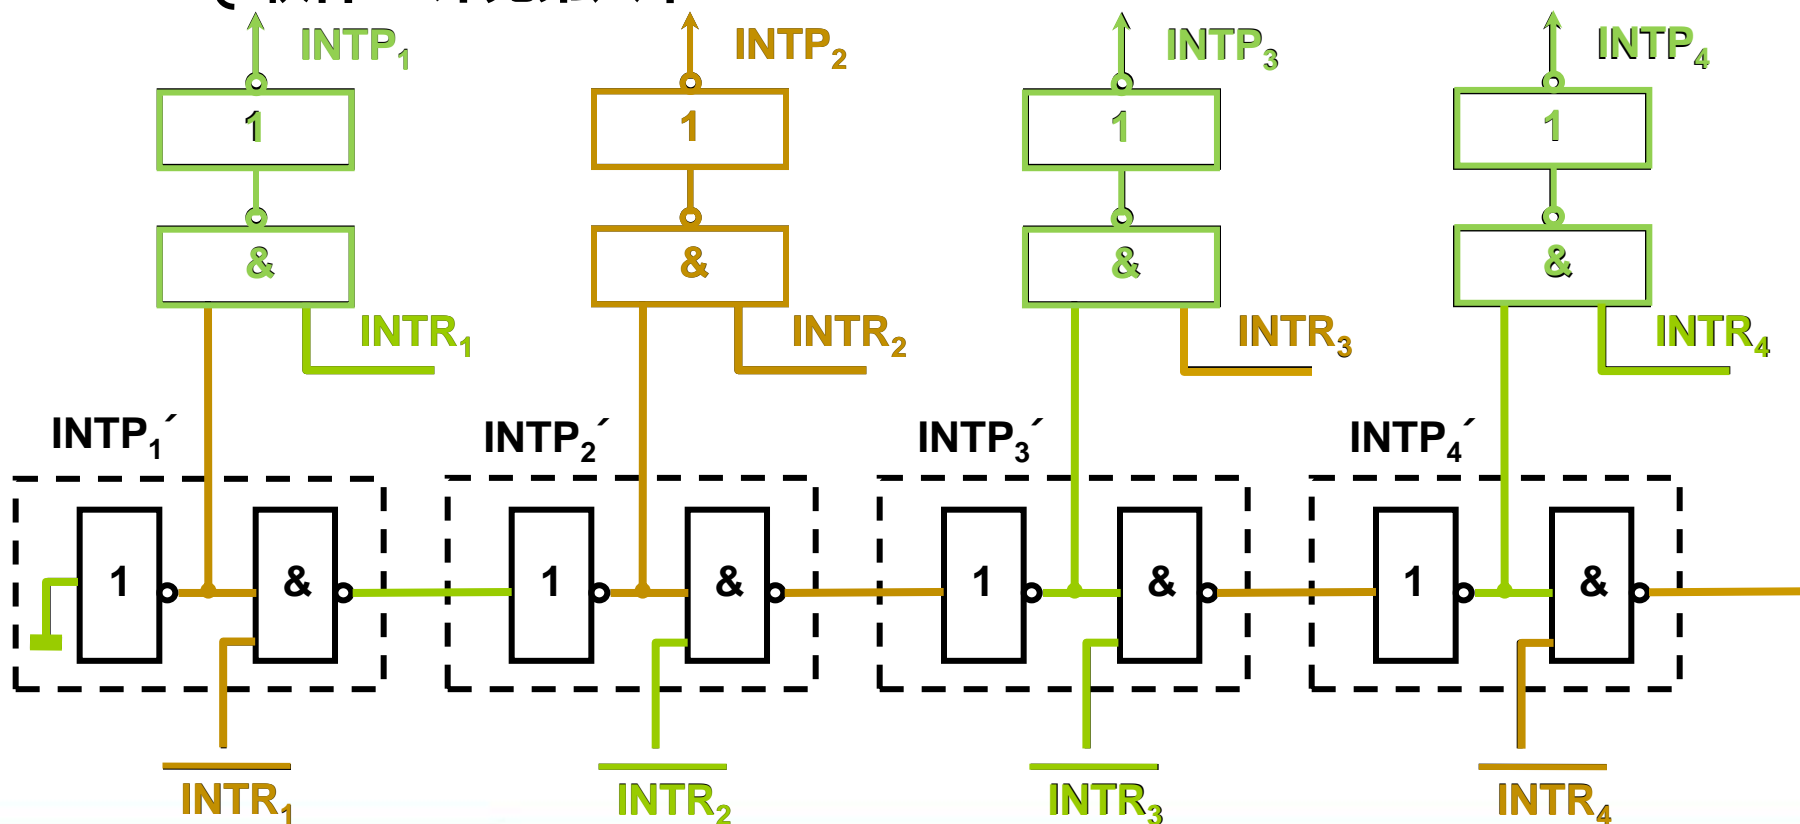 INTP₁ INTP₂ INTP₃ INTP₄
1 1 1 1
& & & &
INTR₁ INTR₂ INTR₃ INTR₄
INTP₁´ INTP₂´ INTP₃´ INTP₄´
1 & 1 & 1 & 1 &
INTR₁ INTR₂ INTR₃ INTR₄